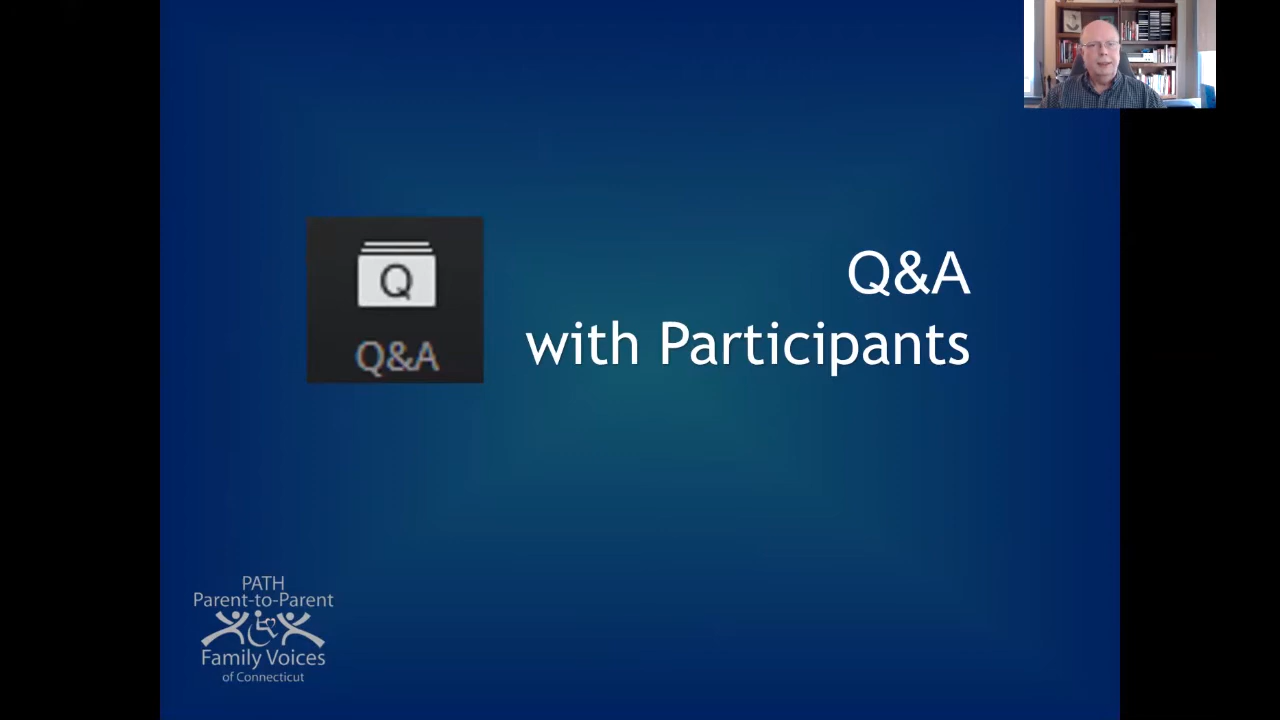 Q
Q&A
Q&A
with Participants
PATH
Parent-to-Parent
Family Voices
of Connecticut